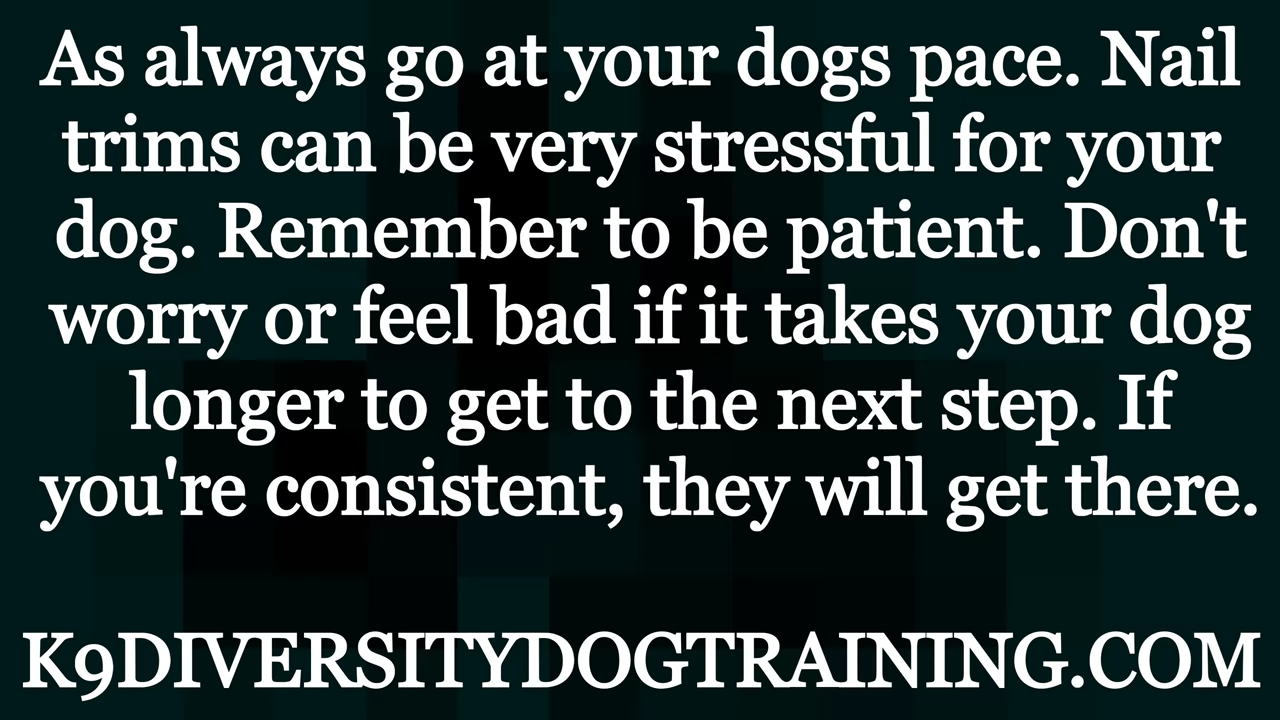 As always go at your dogs pace. Nail
trims can be very stressful for your
dog. Remember to be patient. Don't
worry or feel bad if it takes your dog
longer to get to the next step. If
you're consistent, they will get there.
K9DIVERSITYDOGTRAINING.COM